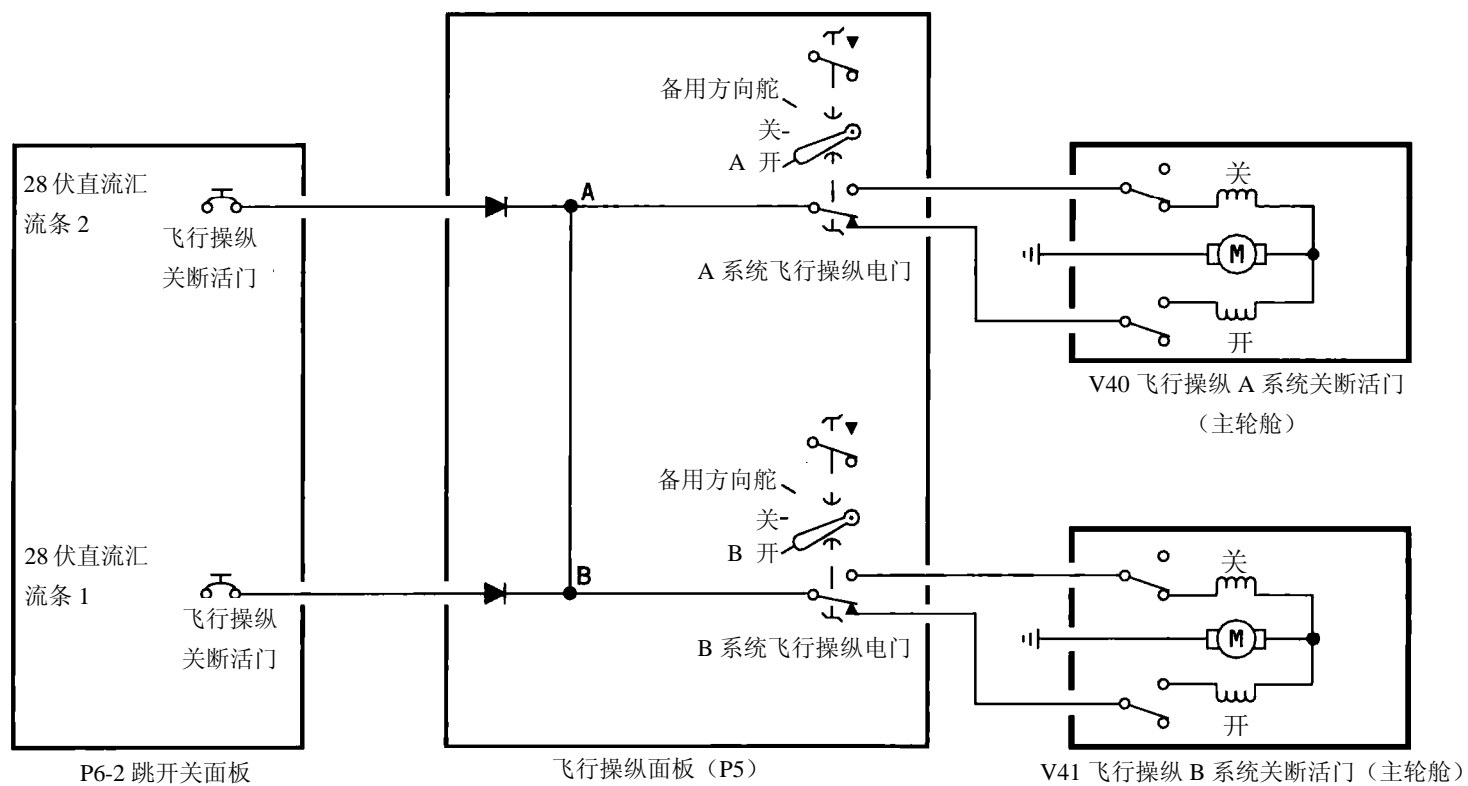 28伏直流汇
流条2
飞行操纵
关断活门
28伏直流汇
流条1
飞行操纵
关断活门
P6-2 跳开关面板
备用方向舵
关-
A 开
A
A 系统飞行操纵电门
备用方向舵
关-
B 开
B
B 系统飞行操纵电门
飞行操纵面板（P5）
关
M
开
V40 飞行操纵 A 系统关断活门
（主轮舱）
关
M
开
V41 飞行操纵 B 系统关断活门（主轮舱）